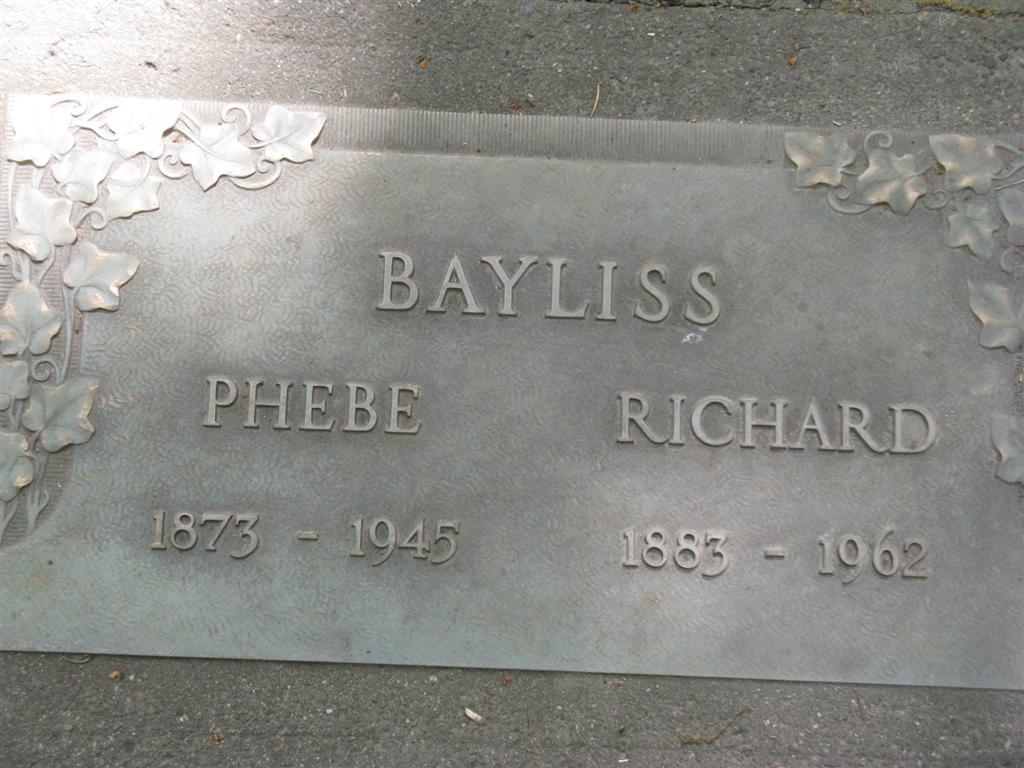 BAYLISS
PHEBE RICHARD
1873 - 1945 1883 - 1962